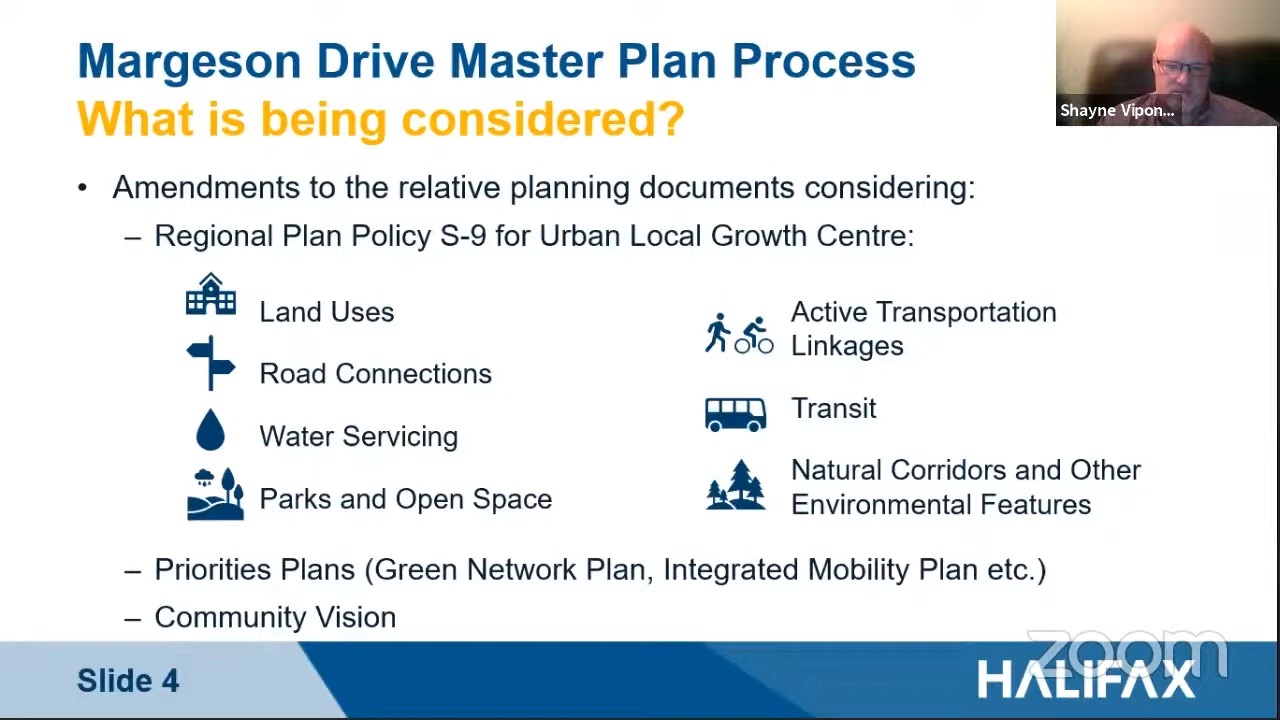 Margeson Drive Master Plan Process
What is being considered?
Shayne Vipon...
• Amendments to the relative planning documents considering:
– Regional Plan Policy S-9 for Urban Local Growth Centre:
Land Uses
Road Connections
Water Servicing
Parks and Open Space
Active Transportation
Linkages
Transit
Natural Corridors and Other
Environmental Features
– Priorities Plans (Green Network Plan, Integrated Mobility Plan etc.)
– Community Vision
Slide 4
zoom
HALIFAX